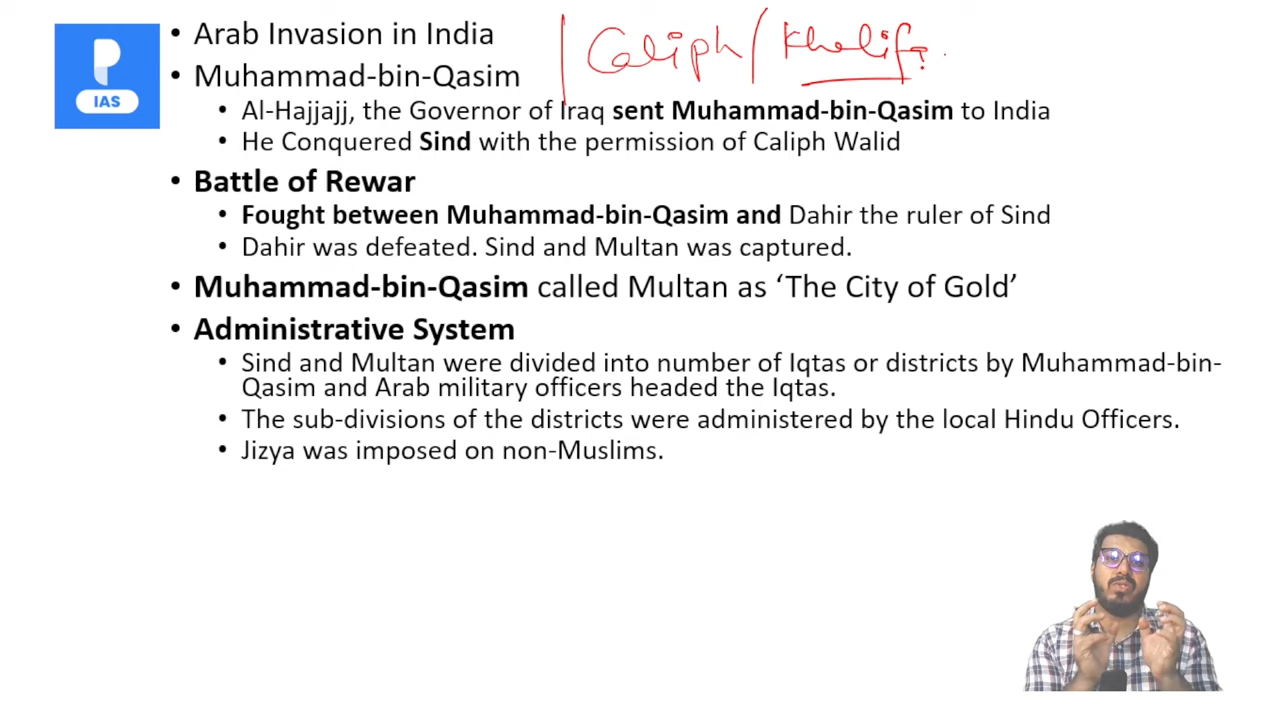 P
IAS
• Arab Invasion in India
Caliph / Khalifa
• Muhammad-bin-Qasim
• Al-Hajjajj, the Governor of Iraq sent Muhammad-bin-Qasim to India
• He Conquered Sind with the permission of Caliph Walid
• Battle of Rewar
• Fought between Muhammad-bin-Qasim and Dahir the ruler of Sind
• Dahir was defeated. Sind and Multan was captured.
• Muhammad-bin-Qasim called Multan as ‘The City of Gold’
• Administrative System
• Sind and Multan were divided into number of Iqtas or districts by Muhammad-bin-
Qasim and Arab military officers headed the Iqtas.
• The sub-divisions of the districts were administered by the local Hindu Officers.
• Jizya was imposed on non-Muslims.